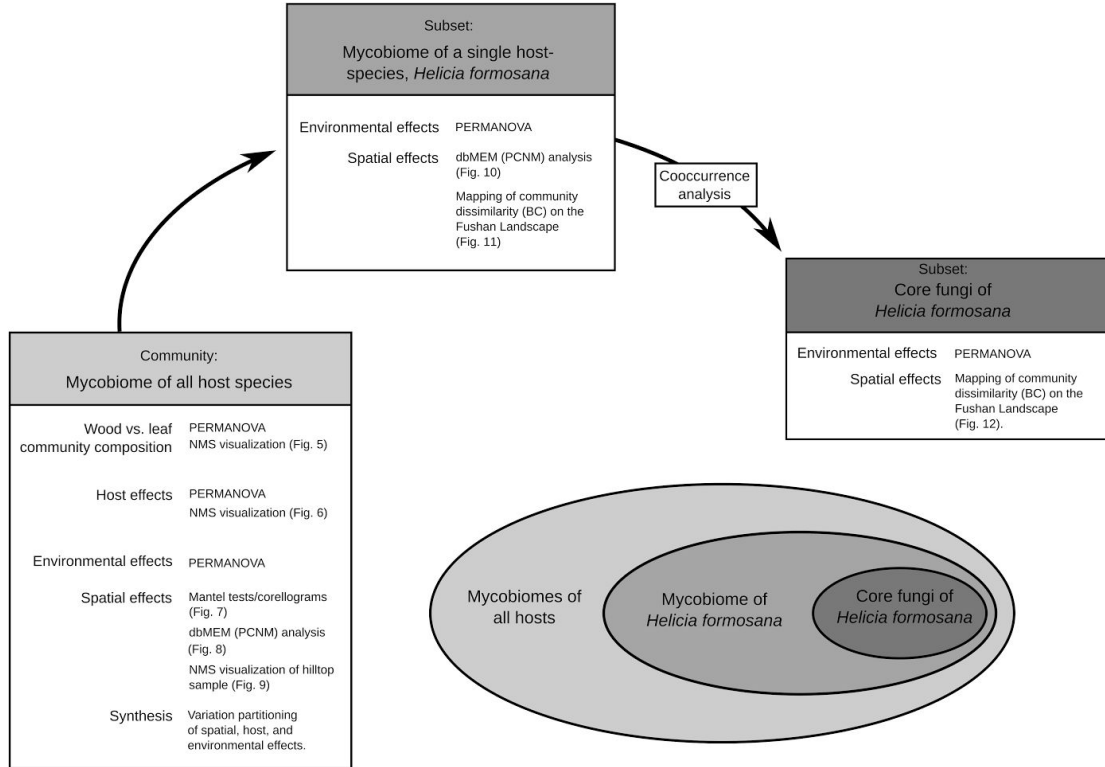 Subset:
Mycobiome of a single host-
species, Helicia formosana
Environmental effects PERMANOVA
Spatial effects dbMEM (PCNM) analysis
(Fig. 10)
Mapping of community
dissimilarity (BC) on the
Fushan Landscape
(Fig. 11)
Cooccurrence
analysis
Subset:
Core fungi of
Helicia formosana
Environmental effects PERMANOVA
Spatial effects Mapping of community
dissimilarity (BC) on the
Fushan Landscape
(Fig. 12).
Community:
Mycobiome of all host species
Wood vs. leaf PERMANOVA
community composition NMS visualization (Fig. 5)
Host effects PERMANOVA
NMS visualization (Fig. 6)
Environmental effects PERMANOVA
Spatial effects Mantel tests/corellograms
(Fig. 7)
dbMEM (PCNM) analysis
(Fig. 8)
NMS visualization of hilltop
sample (Fig. 9)
Synthesis Variation partitioning
of spatial, host, and
environmental effects.
Mycobiomes of
all hosts
Mycobiome of
Helicia formosana
Core fungi of
Helicia formosana